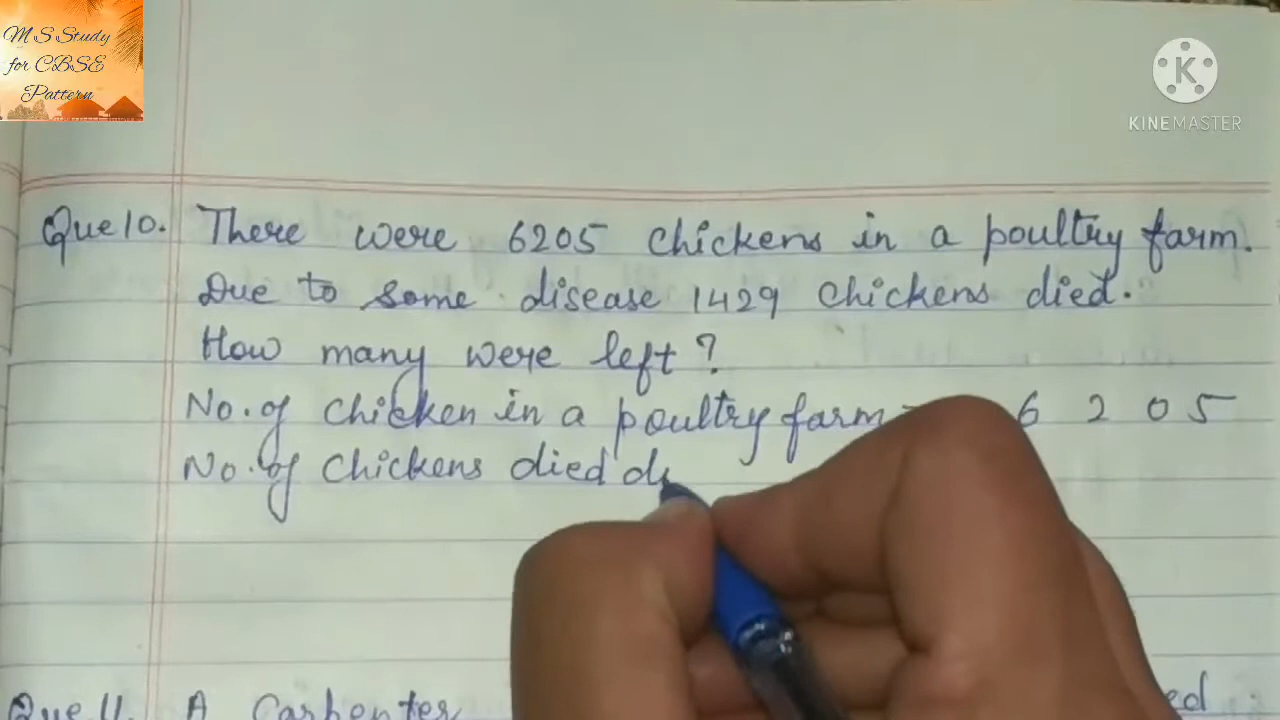 M S Study
for CBSE
Pattern
KINEMASTER
Que 10. There were 6205 chickens in a poultry farm.
Due to some disease 1429 chickens died.
How many were left?
No. of chicken in a poultry farm = 6 2 0 5
No. of chickens died du
Que 11. A Carpenter